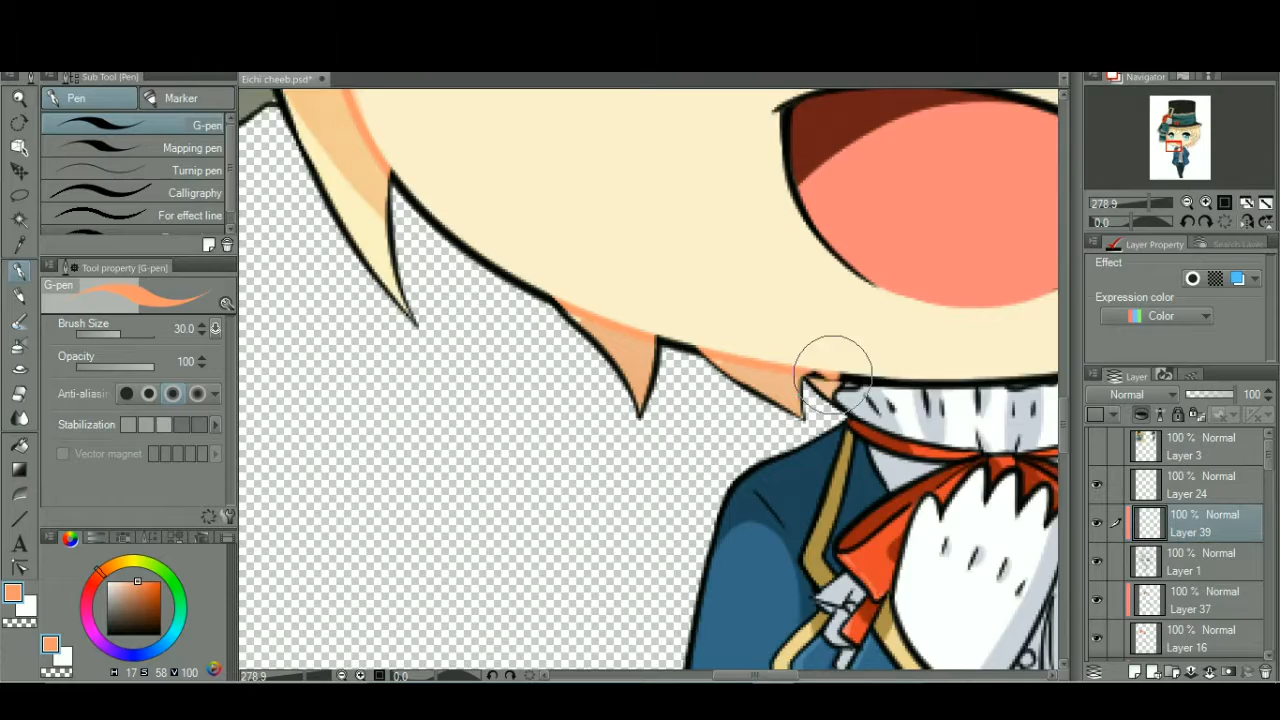 Sub Tool [Pen]
Eichi cheeb.psd*
Navigator
Pen
Marker
G-pen
Mapping pen
Turnip pen
Calligraphy
For effect line
278.9
0.0
Layer Property
Search Layer
Effect
Expression color
Color
Tool property [G-pen]
G-pen
Brush Size
30.0
Opacity
100
Anti-aliasin
Stabilization
Vector magnet
Layer
Normal
100
100 % Normal
Layer 3
100 % Normal
Layer 24
100 % Normal
Layer 39
100 % Normal
Layer 1
100 % Normal
Layer 37
100 % Normal
Layer 16
H 17 S 58 V 100
278.9
0.0